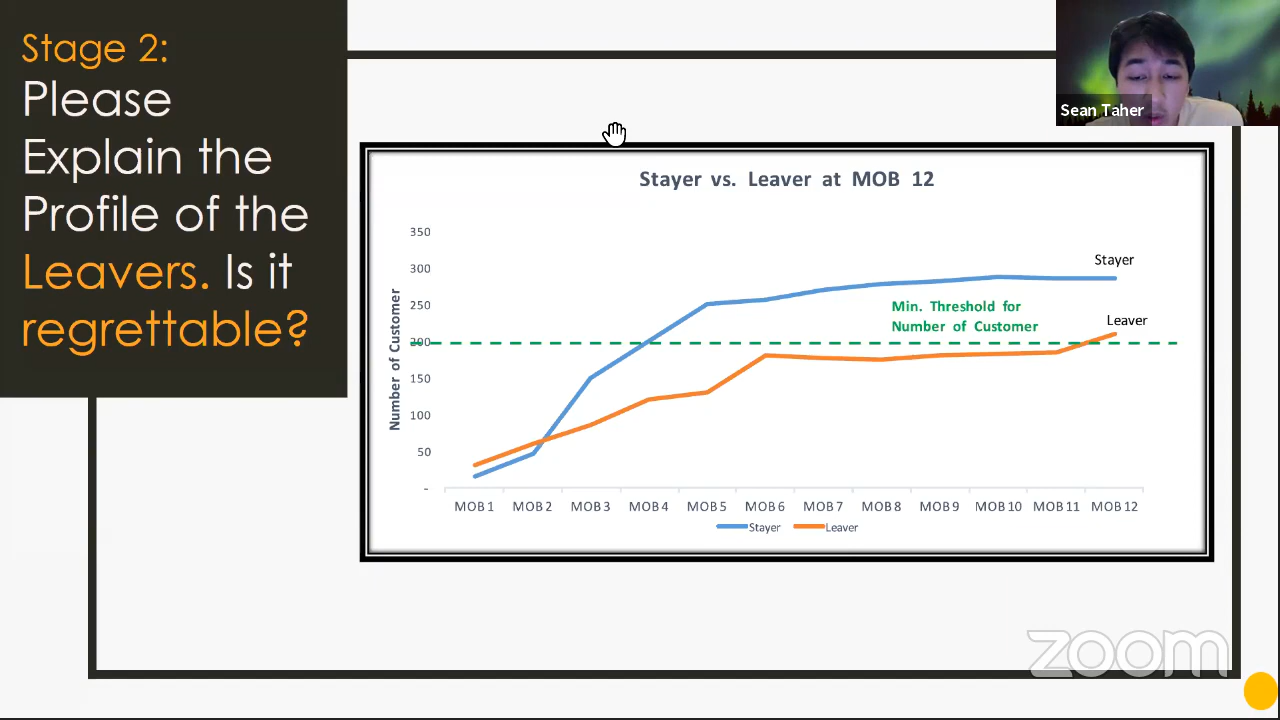 Stage 2:
Please
Explain the
Profile of the
Leavers. Is it
regrettable?
Sean Taher
Stayer vs. Leaver at MOB 12
Number of Customer
350
300
250
200
150
100
50
-
Stayer
Min. Threshold for
Number of Customer
Leaver
MOB 1 MOB 2 MOB 3 MOB 4 MOB 5 MOB 6 MOB 7 MOB 8 MOB 9 MOB 10 MOB 11 MOB 12
Stayer Leaver
zoom